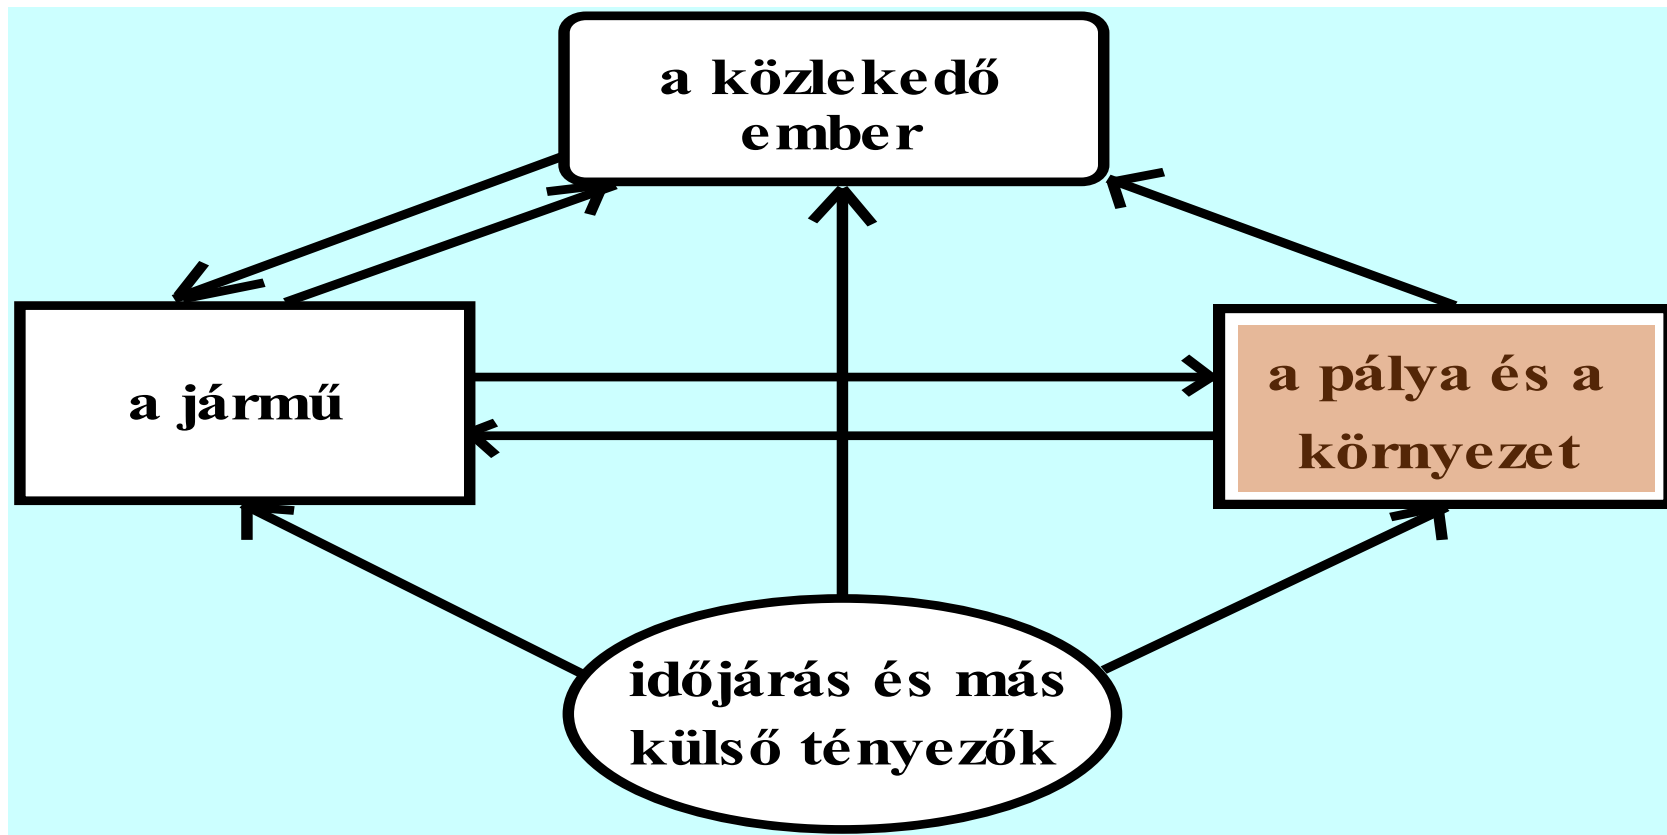 a közlekedő
ember
a jármű
a pálya és a
környezet
időjárás és más
külső tényezők